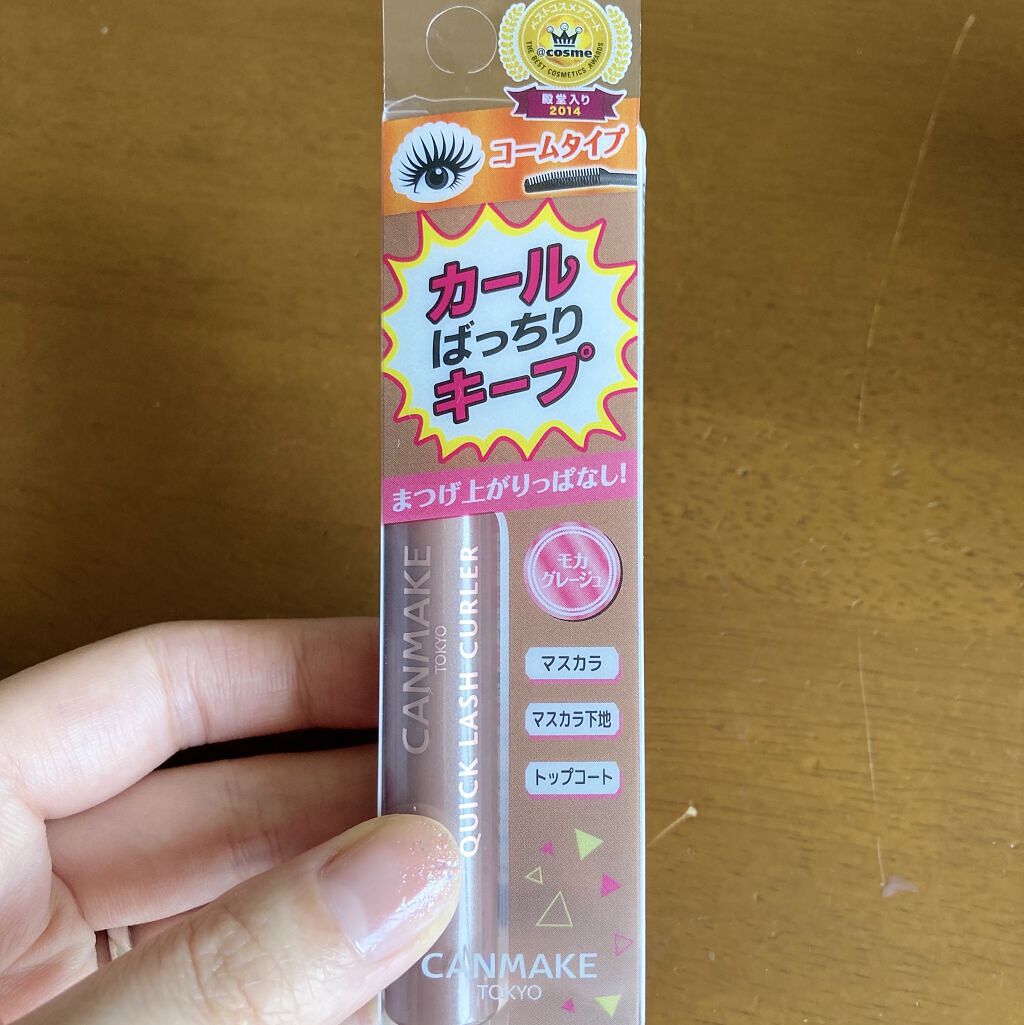 ベストコスメアワード
@cosme
THE BEST COSMETICS AWARDS
殿堂入り
2014
コームタイプ
カール
ばっちり
キープ
まつげ上がりっぱなし!
モカ
グレージュ
CANMAKE
TOKYO
QUICK LASH CURLER
マスカラ
マスカラ下地
トップコート
CANMAKE
TOKYO